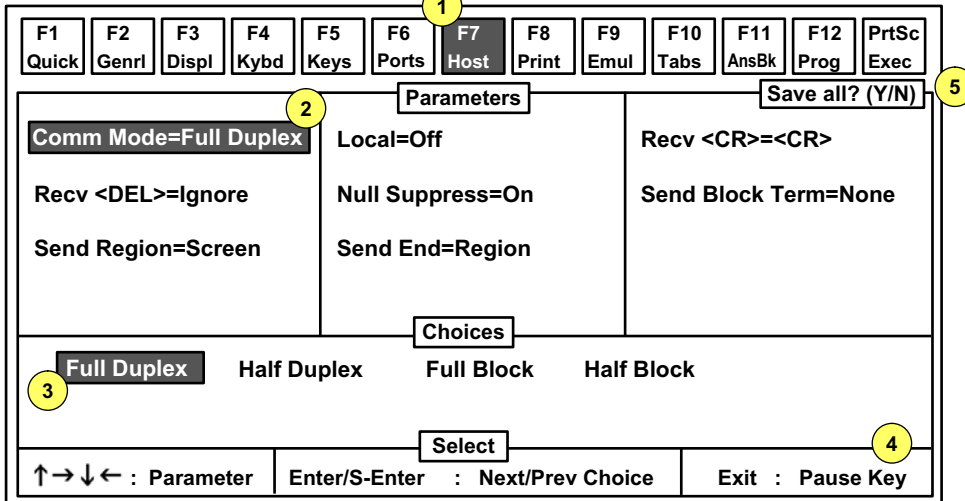 1
F1 F2 F3 F4 F5 F6 F7 F8 F9 F10 F11 F12 PrtSc
Quick Genrl Displ Kybd Keys Ports Host Print Emul Tabs AnsBk Prog Exec
Parameters
Save all? (Y/N)
5
2
Comm Mode=Full Duplex Local=Off Recv <CR>=<CR>
Recv <DEL>=Ignore Null Suppress=On Send Block Term=None
Send Region=Screen Send End=Region
Choices
Full Duplex Half Duplex Full Block Half Block
3
Select
4
↑→↓← : Parameter Enter/S-Enter : Next/Prev Choice Exit : Pause Key